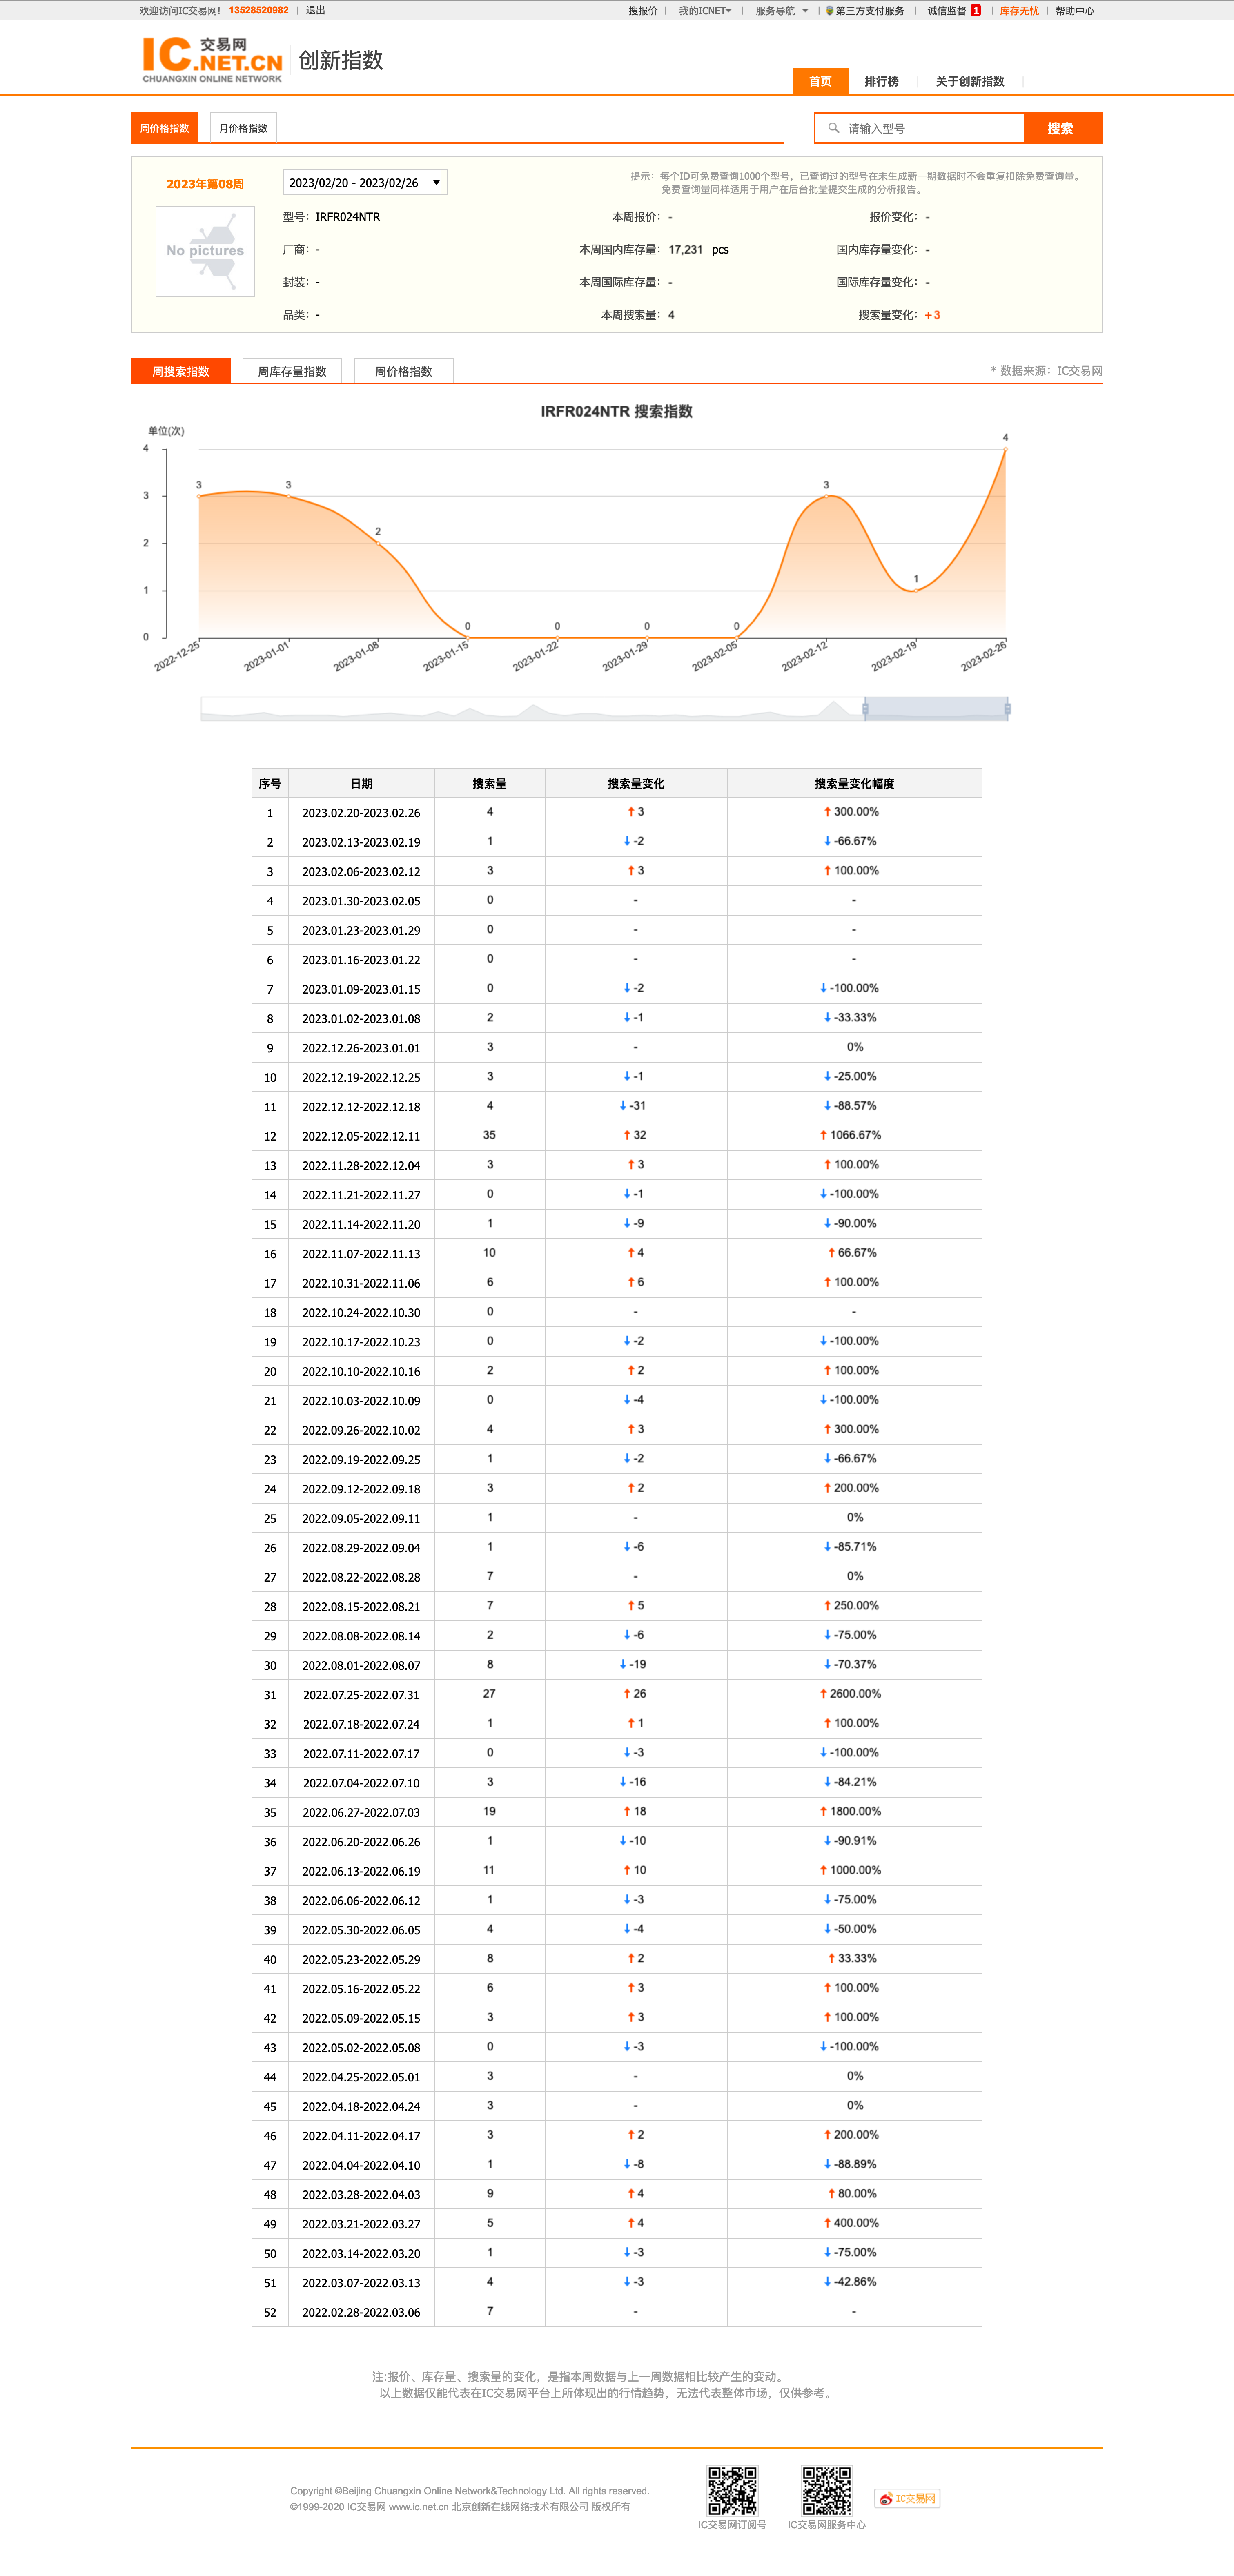 欢迎访问IC交易网! 13528520982 | 退出 搜报价 | 我的ICNET | 服务导航 | 第三方支付服务 | 诚信监督 1 | 库存无忧 | 帮助中心
IC交易网
.NET.CN
CHUANGXIN ONLINE NETWORK
创新指数
首页 排行榜 关于创新指数
周价格指数 月价格指数 请输入型号 搜索
2023年第08周 2023/02/20 - 2023/02/26
提示：每个ID可免费查询1000个型号，已查询过的型号在未生成新一期数据时不会重复扣除免费查询量。
免费查询量同样适用于用户在后台批量提交生成的分析报告。
No pictures
型号：IRFR024NTR 本周报价：- 报价变化：-
厂商：- 本周国内库存量：17,231 pcs 国内库存量变化：-
封装：- 本周国际库存量：- 国际库存量变化：-
品类：- 本周搜索量：4 搜索量变化：+3
周搜索指数 周库存量指数 周价格指数 * 数据来源：IC交易网
IRFR024NTR 搜索指数
单位(次)
4
3
2
1
0
3 3 2 0 0 0 0 3 1 4
2022-12-25 2023-01-01 2023-01-08 2023-01-15 2023-01-22 2023-01-29 2023-02-05 2023-02-12 2023-02-19 2023-02-26
序号 日期 搜索量 搜索量变化 搜索量变化幅度
1 2023.02.20-2023.02.26 4 ↑3 ↑300.00%
2 2023.02.13-2023.02.19 1 ↓-2 ↓-66.67%
3 2023.02.06-2023.02.12 3 ↑3 ↑100.00%
4 2023.01.30-2023.02.05 0 - -
5 2023.01.23-2023.01.29 0 - -
6 2023.01.16-2023.01.22 0 - -
7 2023.01.09-2023.01.15 0 ↓-2 ↓-100.00%
8 2023.01.02-2023.01.08 2 ↓-1 ↓-33.33%
9 2022.12.26-2023.01.01 3 - 0%
10 2022.12.19-2022.12.25 3 ↓-1 ↓-25.00%
11 2022.12.12-2022.12.18 4 ↓-31 ↓-88.57%
12 2022.12.05-2022.12.11 35 ↑32 ↑1066.67%
13 2022.11.28-2022.12.04 3 ↑3 ↑100.00%
14 2022.11.21-2022.11.27 0 ↓-1 ↓-100.00%
15 2022.11.14-2022.11.20 1 ↓-9 ↓-90.00%
16 2022.11.07-2022.11.13 10 ↑4 ↑66.67%
17 2022.10.31-2022.11.06 6 ↑6 ↑100.00%
18 2022.10.24-2022.10.30 0 - -
19 2022.10.17-2022.10.23 0 ↓-2 ↓-100.00%
20 2022.10.10-2022.10.16 2 ↑2 ↑100.00%
21 2022.10.03-2022.10.09 0 ↓-4 ↓-100.00%
22 2022.09.26-2022.10.02 4 ↑3 ↑300.00%
23 2022.09.19-2022.09.25 1 ↓-2 ↓-66.67%
24 2022.09.12-2022.09.18 3 ↑2 ↑200.00%
25 2022.09.05-2022.09.11 1 - 0%
26 2022.08.29-2022.09.04 1 ↓-6 ↓-85.71%
27 2022.08.22-2022.08.28 7 - 0%
28 2022.08.15-2022.08.21 7 ↑5 ↑250.00%
29 2022.08.08-2022.08.14 2 ↓-6 ↓-75.00%
30 2022.08.01-2022.08.07 8 ↓-19 ↓-70.37%
31 2022.07.25-2022.07.31 27 ↑26 ↑2600.00%
32 2022.07.18-2022.07.24 1 ↑1 ↑100.00%
33 2022.07.11-2022.07.17 0 ↓-3 ↓-100.00%
34 2022.07.04-2022.07.10 3 ↓-16 ↓-84.21%
35 2022.06.27-2022.07.03 19 ↑18 ↑1800.00%
36 2022.06.20-2022.06.26 1 ↓-10 ↓-90.91%
37 2022.06.13-2022.06.19 11 ↑10 ↑1000.00%
38 2022.06.06-2022.06.12 1 ↓-3 ↓-75.00%
39 2022.05.30-2022.06.05 4 ↓-4 ↓-50.00%
40 2022.05.23-2022.05.29 8 ↑2 ↑33.33%
41 2022.05.16-2022.05.22 6 ↑3 ↑100.00%
42 2022.05.09-2022.05.15 3 ↑3 ↑100.00%
43 2022.05.02-2022.05.08 0 ↓-3 ↓-100.00%
44 2022.04.25-2022.05.01 3 - 0%
45 2022.04.18-2022.04.24 3 - 0%
46 2022.04.11-2022.04.17 3 ↑2 ↑200.00%
47 2022.04.04-2022.04.10 1 ↓-8 ↓-88.89%
48 2022.03.28-2022.04.03 9 ↑4 ↑80.00%
49 2022.03.21-2022.03.27 5 ↑4 ↑400.00%
50 2022.03.14-2022.03.20 1 ↓-3 ↓-75.00%
51 2022.03.07-2022.03.13 4 ↓-3 ↓-42.86%
52 2022.02.28-2022.03.06 7 - -
注:报价、库存量、搜索量的变化，是指本周数据与上一周数据相比较产生的变动。
以上数据仅能代表在IC交易网平台上所体现出的行情趋势，无法代表整体市场，仅供参考。
Copyright ©Beijing Chuangxin Online Network&Technology Ltd. All rights reserved.
©1999-2020 IC交易网 www.ic.net.cn 北京创新在线网络技术有限公司 版权所有
IC交易网订阅号 IC交易网服务中心 IC交易网